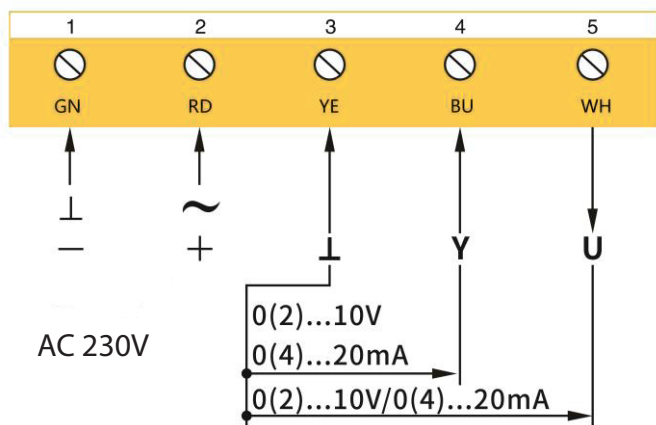 1 2 3 4 5
GN RD YE BU WH
⊥ ~
− + ⊥ Y U
0(2)...10V
AC 230V
0(4)...20mA
0(2)...10V/0(4)...20mA